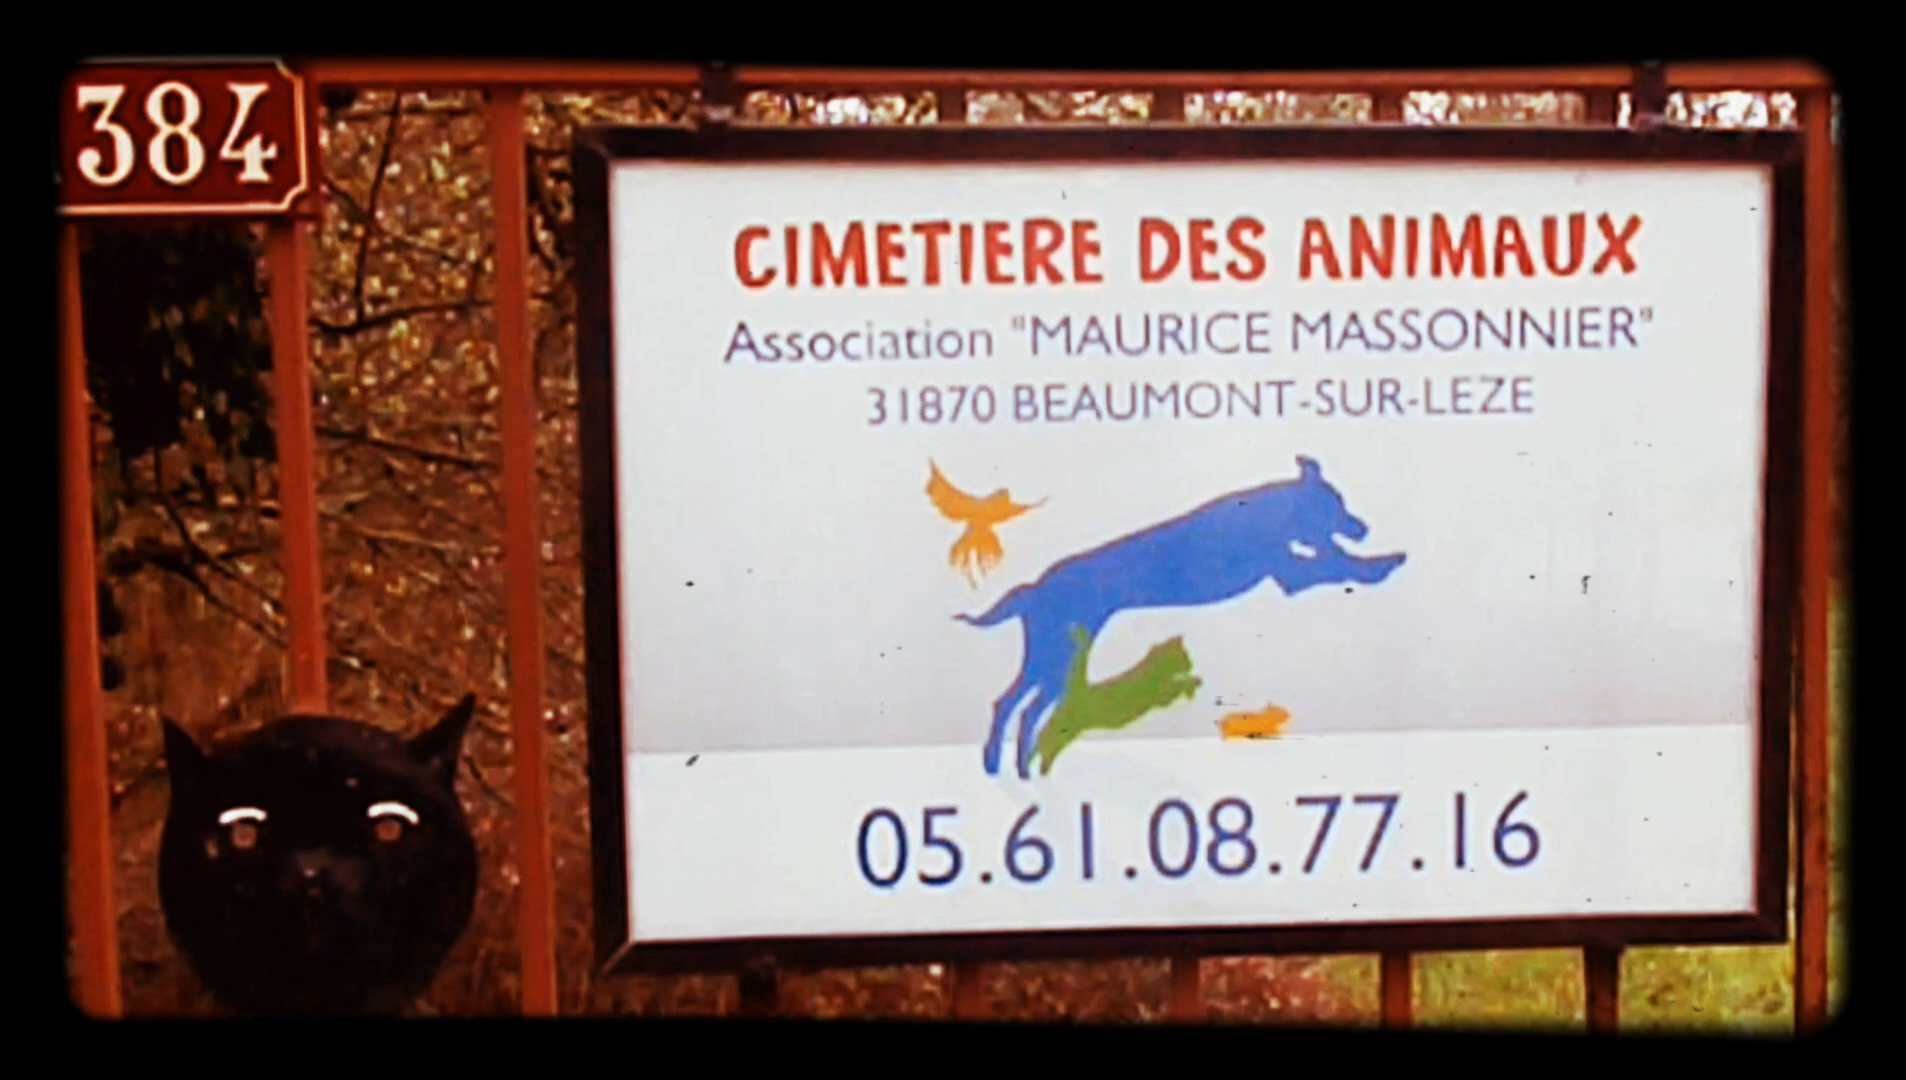 384
CIMETIERE DES ANIMAUX
Association "MAURICE MASSONNIER"
31870 BEAUMONT-SUR-LEZE
05.61.08.77.16